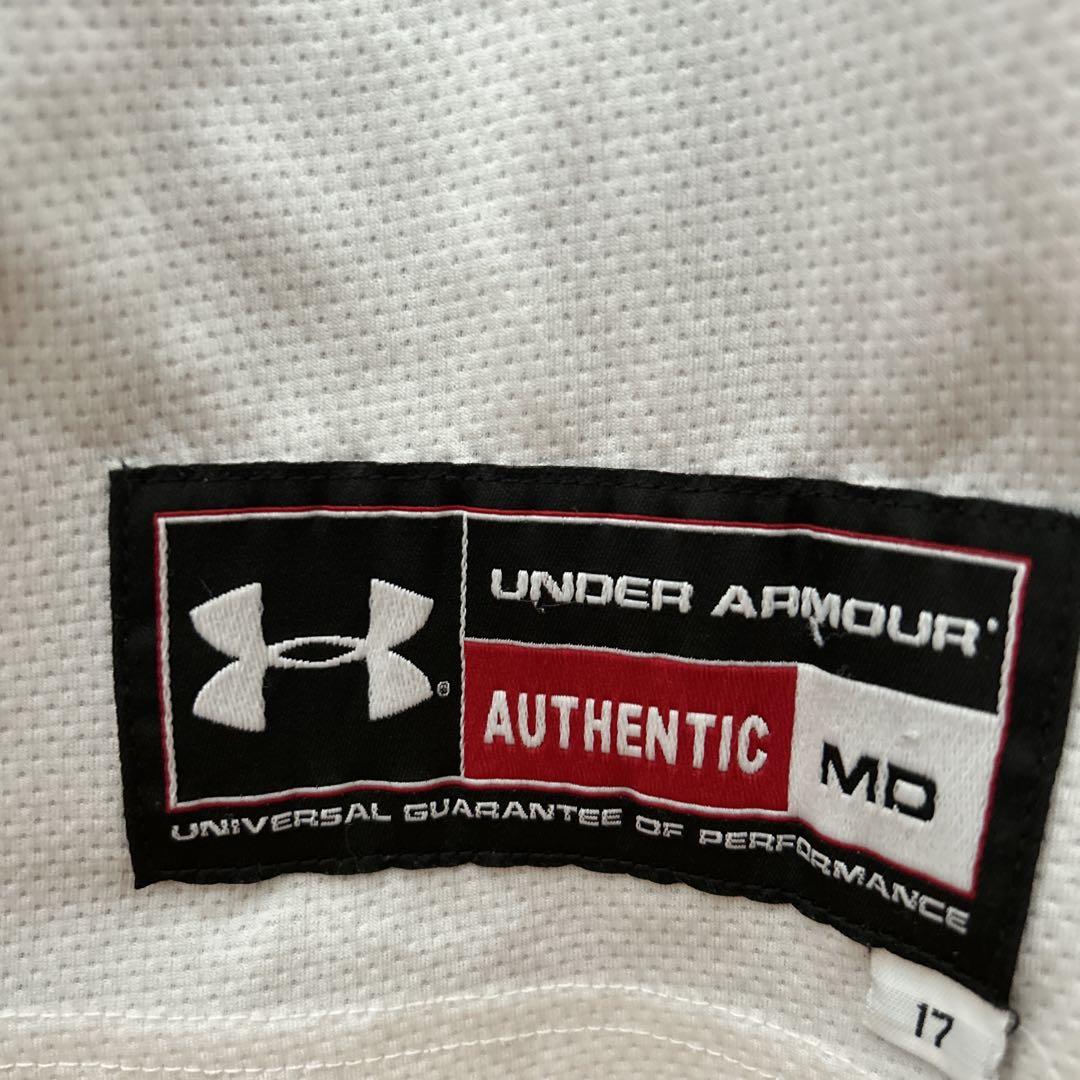 UNDER ARMOUR
®
AUTHENTIC
MD
UNIVERSAL GUARANTEE OF PERFORMANCE
17